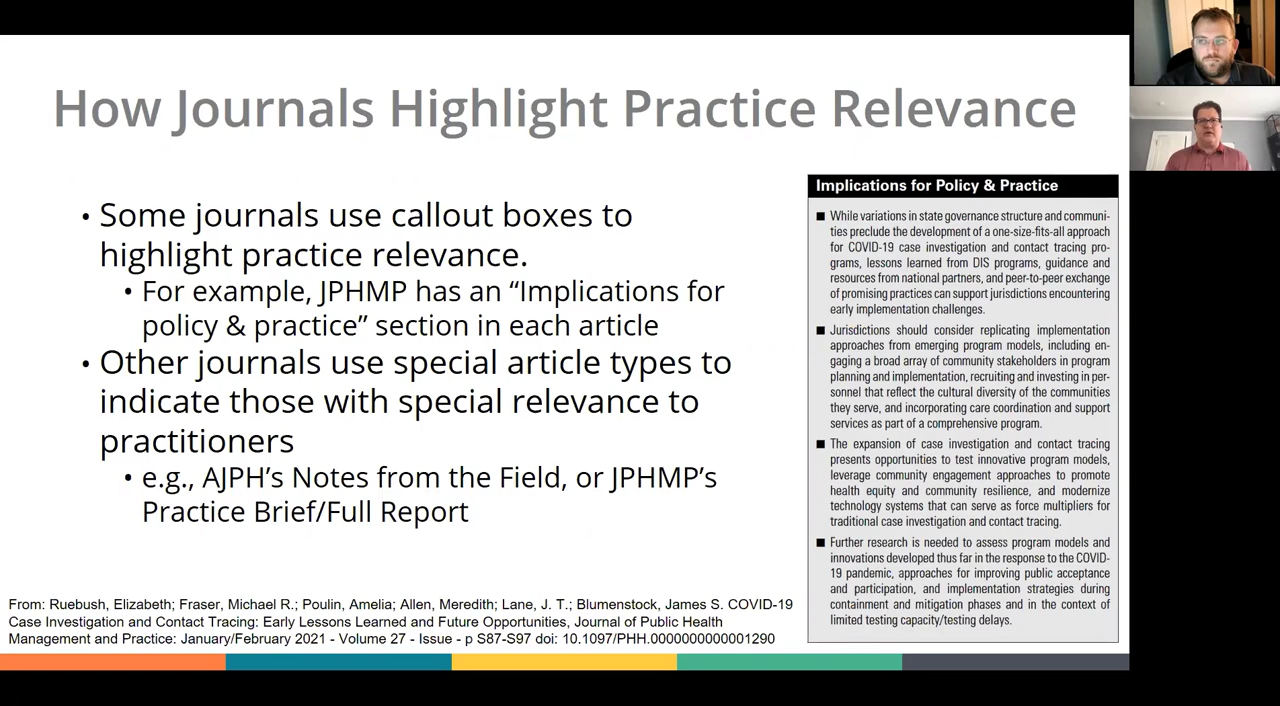 How Journals Highlight Practice Relevance
• Some journals use callout boxes to
highlight practice relevance.
• For example, JPHMP has an “Implications for
policy & practice” section in each article
• Other journals use special article types to
indicate those with special relevance to
practitioners
• e.g., AJPH’s Notes from the Field, or JPHMP’s
Practice Brief/Full Report
Implications for Policy & Practice
■ While variations in state governance structure and communi-
ties preclude the development of a one-size-fits-all approach
for COVID-19 case investigation and contact tracing pro-
grams, lessons learned from DIS programs, guidance and
resources from national partners, and peer-to-peer exchange
of promising practices can support jurisdictions encountering
early implementation challenges.
■ Jurisdictions should consider replicating implementation
approaches from emerging program models, including en-
gaging a broad array of community stakeholders in program
planning and implementation, recruiting and investing in per-
sonnel that reflect the cultural diversity of the communities
they serve, and incorporating care coordination and support
services as part of a comprehensive program.
■ The expansion of case investigation and contact tracing
presents opportunities to test innovative program models,
leverage community engagement approaches to promote
health equity and community resilience, and modernize
technology systems that can serve as force multipliers for
traditional case investigation and contact tracing.
■ Further research is needed to assess program models and
innovations developed thus far in the response to the COVID-
19 pandemic, approaches for improving public acceptance
and participation, and implementation strategies during
containment and mitigation phases and in the context of
limited testing capacity/testing delays.
From: Ruebush, Elizabeth; Fraser, Michael R.; Poulin, Amelia; Allen, Meredith; Lane, J. T.; Blumenstock, James S. COVID-19
Case Investigation and Contact Tracing: Early Lessons Learned and Future Opportunities, Journal of Public Health
Management and Practice: January/February 2021 - Volume 27 - Issue - p S87-S97 doi: 10.1097/PHH.0000000000001290